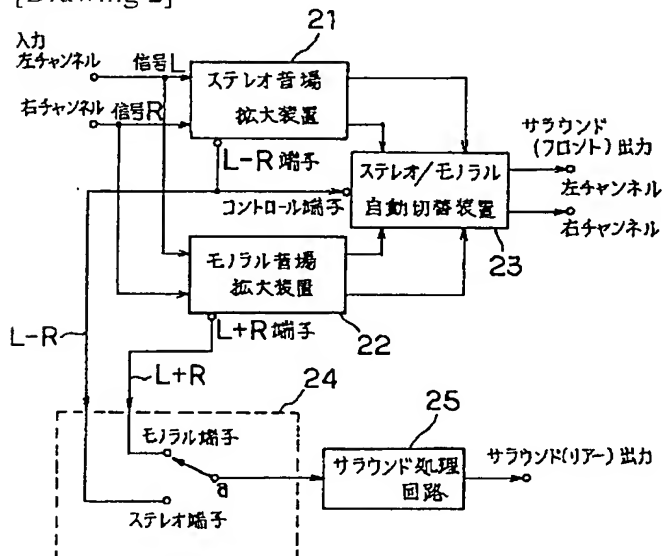 21
入力
左チャンネル
信号L
ステレオ音場
拡大装置
右チャンネル
信号R
L-R端子
サラウンド
(フロント)出力
左チャンネル
右チャンネル
コントロール端子
ステレオ/モノラル
自動切替装置
23
モノラル音場
拡大装置
22
L+R端子
L-R
L+R
24
モノラル端子
a
ステレオ端子
25
サラウンド処理
回路
サラウンド(リアー)出力